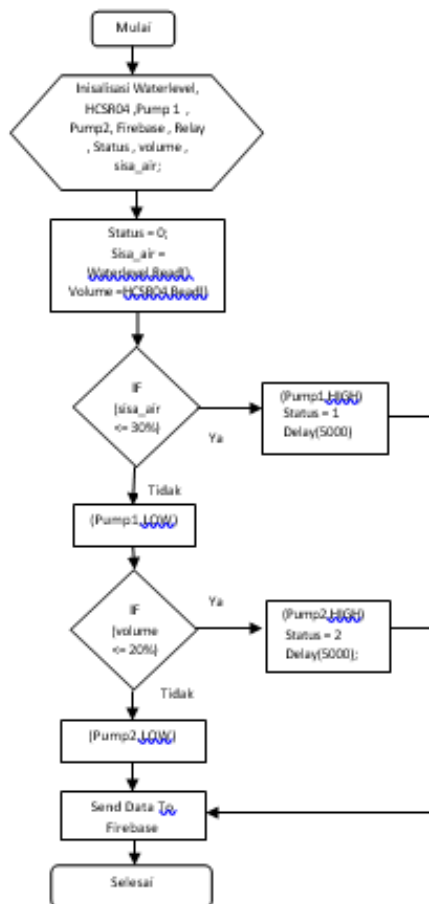 Mulai
Inisalisasi Waterlevel,
HCSR04 ,Pump 1 ,
Pump2, Firebase , Relay
, Status , volume ,
sisa_air;
Status = 0;
Sisa_air =
Waterlevel.Read()
Volume =HCSR04.Read()
IF
(sisa_air
<= 30%)
Ya
(Pump1.HIGH)
Status = 1
Delay(5000)
Tidak
(Pump1.LOW)
IF
(volume
<= 20%)
Ya
(Pump2.HIGH)
Status = 2
Delay(5000);
Tidak
(Pump2.LOW)
Send Data To
Firebase
Selesai